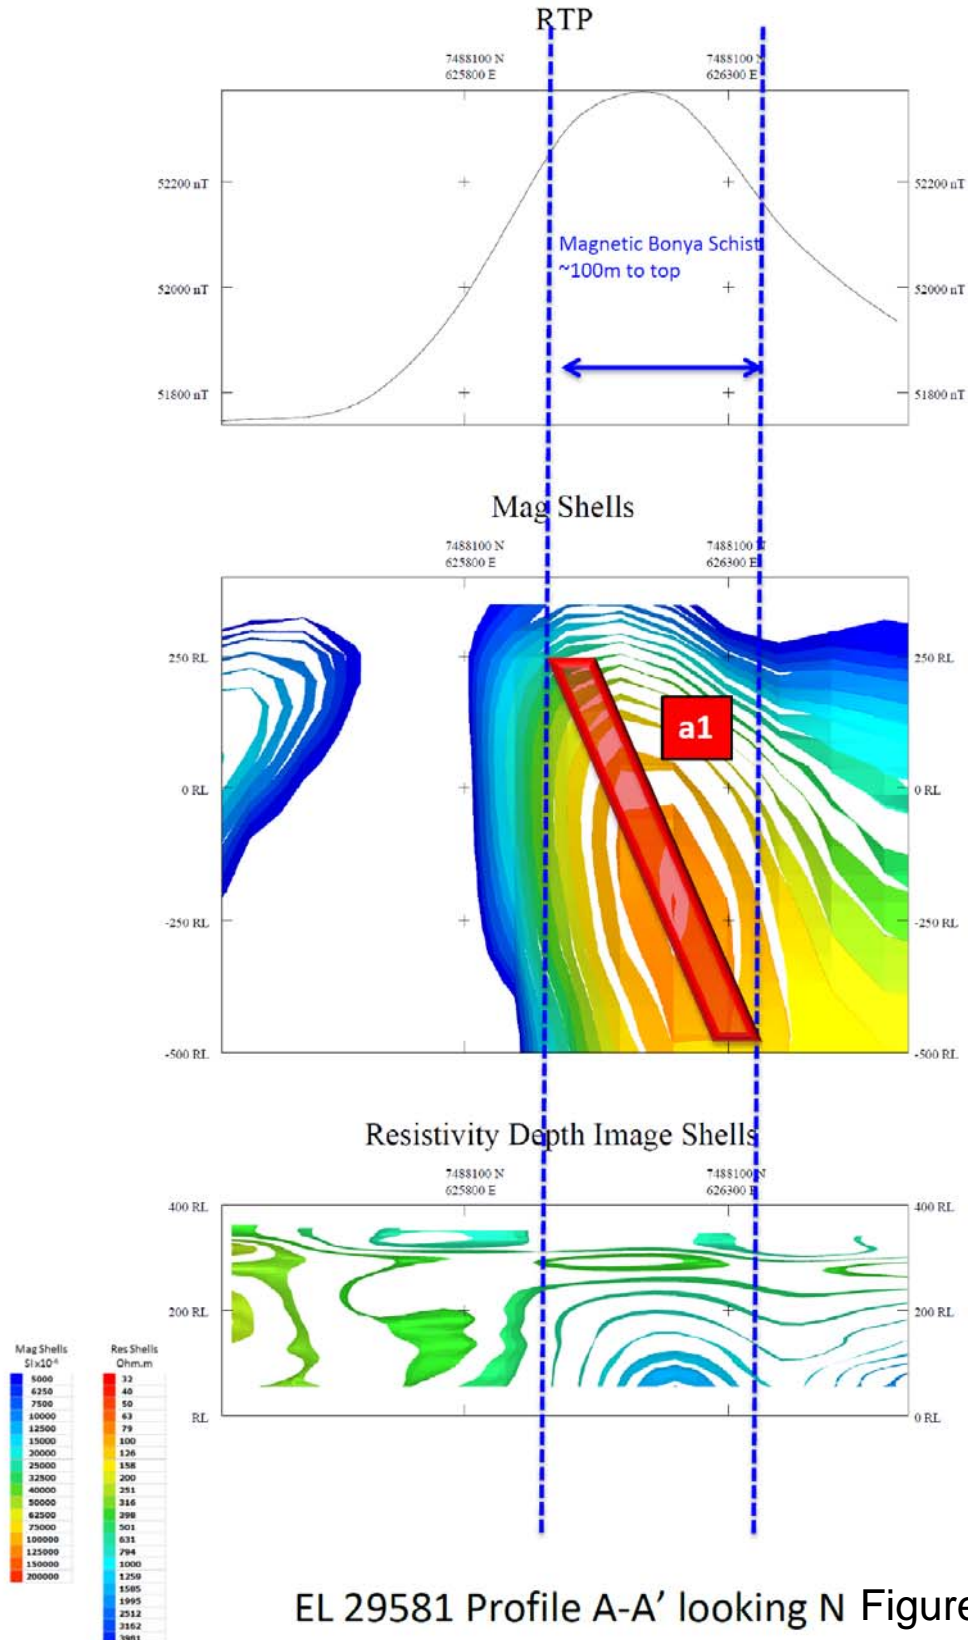 RTP
7488100 N
625800 E
7488100 N
626300 E
52200 nT
52200 nT
Magnetic Bonya Schist
~100m to top
52000 nT
52000 nT
51800 nT
51800 nT
Mag Shells
7488100 N
625800 E
7488100 N
626300 E
250 RL
250 RL
a1
0 RL
0 RL
-250 RL
-250 RL
-500 RL
-500 RL
Resistivity Depth Image Shells
7488100 N
625800 E
7488100 N
626300 E
400 RL
400 RL
200 RL
200 RL
RL
0 RL
Mag Shells
SIx10⁻⁶
5000
6250
7500
10000
12500
15000
20000
25000
32500
40000
50000
62500
75000
100000
125000
150000
200000
Res Shells
Ohm.m
32
40
50
63
79
100
126
158
200
251
316
398
501
631
794
1000
1259
1585
1995
2512
3162
3981
EL 29581 Profile A-A' looking N Figure